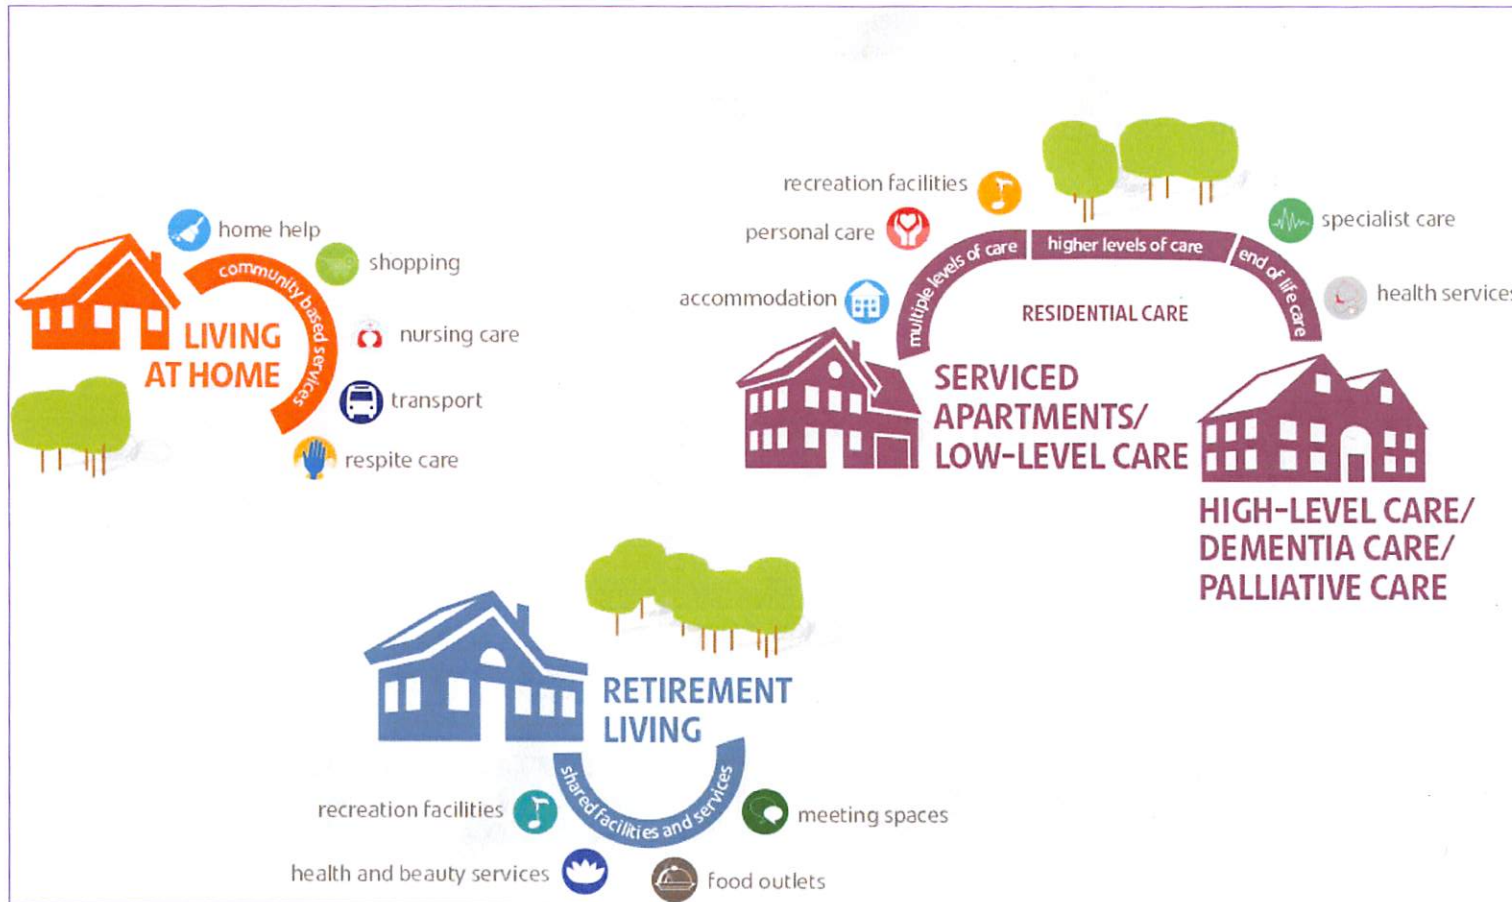 home help
shopping
community based services
LIVING
AT HOME
nursing care
transport
respite care
recreation facilities
personal care
accommodation
multiple levels of care
higher levels of care
end of life care
specialist care
health services
RESIDENTIAL CARE
SERVICED
APARTMENTS/
LOW-LEVEL CARE
HIGH-LEVEL CARE/
DEMENTIA CARE/
PALLIATIVE CARE
RETIREMENT
LIVING
shared facilities and services
recreation facilities
meeting spaces
health and beauty services
food outlets